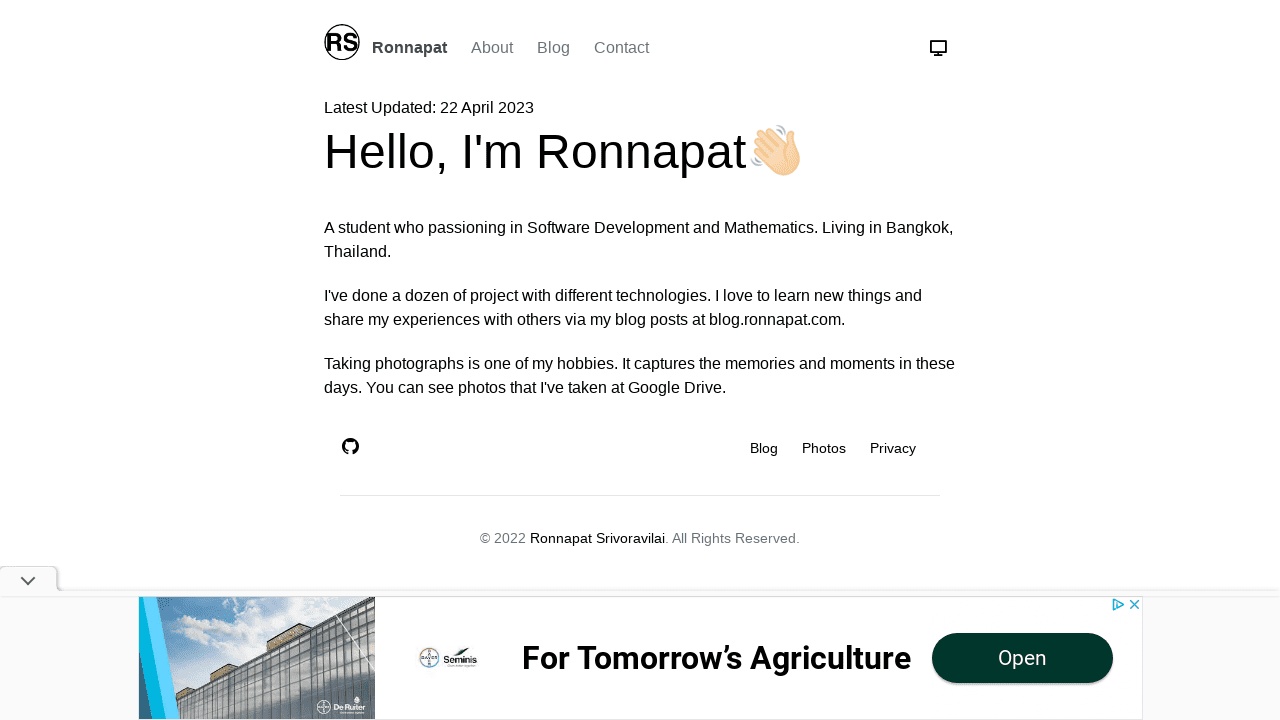 RS Ronnapat About Blog Contact
Latest Updated: 22 April 2023
Hello, I'm Ronnapat
A student who passioning in Software Development and Mathematics. Living in Bangkok,
Thailand.
I've done a dozen of project with different technologies. I love to learn new things and
share my experiences with others via my blog posts at blog.ronnapat.com.
Taking photographs is one of my hobbies. It captures the memories and moments in these
days. You can see photos that I've taken at Google Drive.
Blog Photos Privacy
© 2022 Ronnapat Srivoravilai. All Rights Reserved.
Seminis
For Tomorrow's Agriculture
Open
De Ruiter